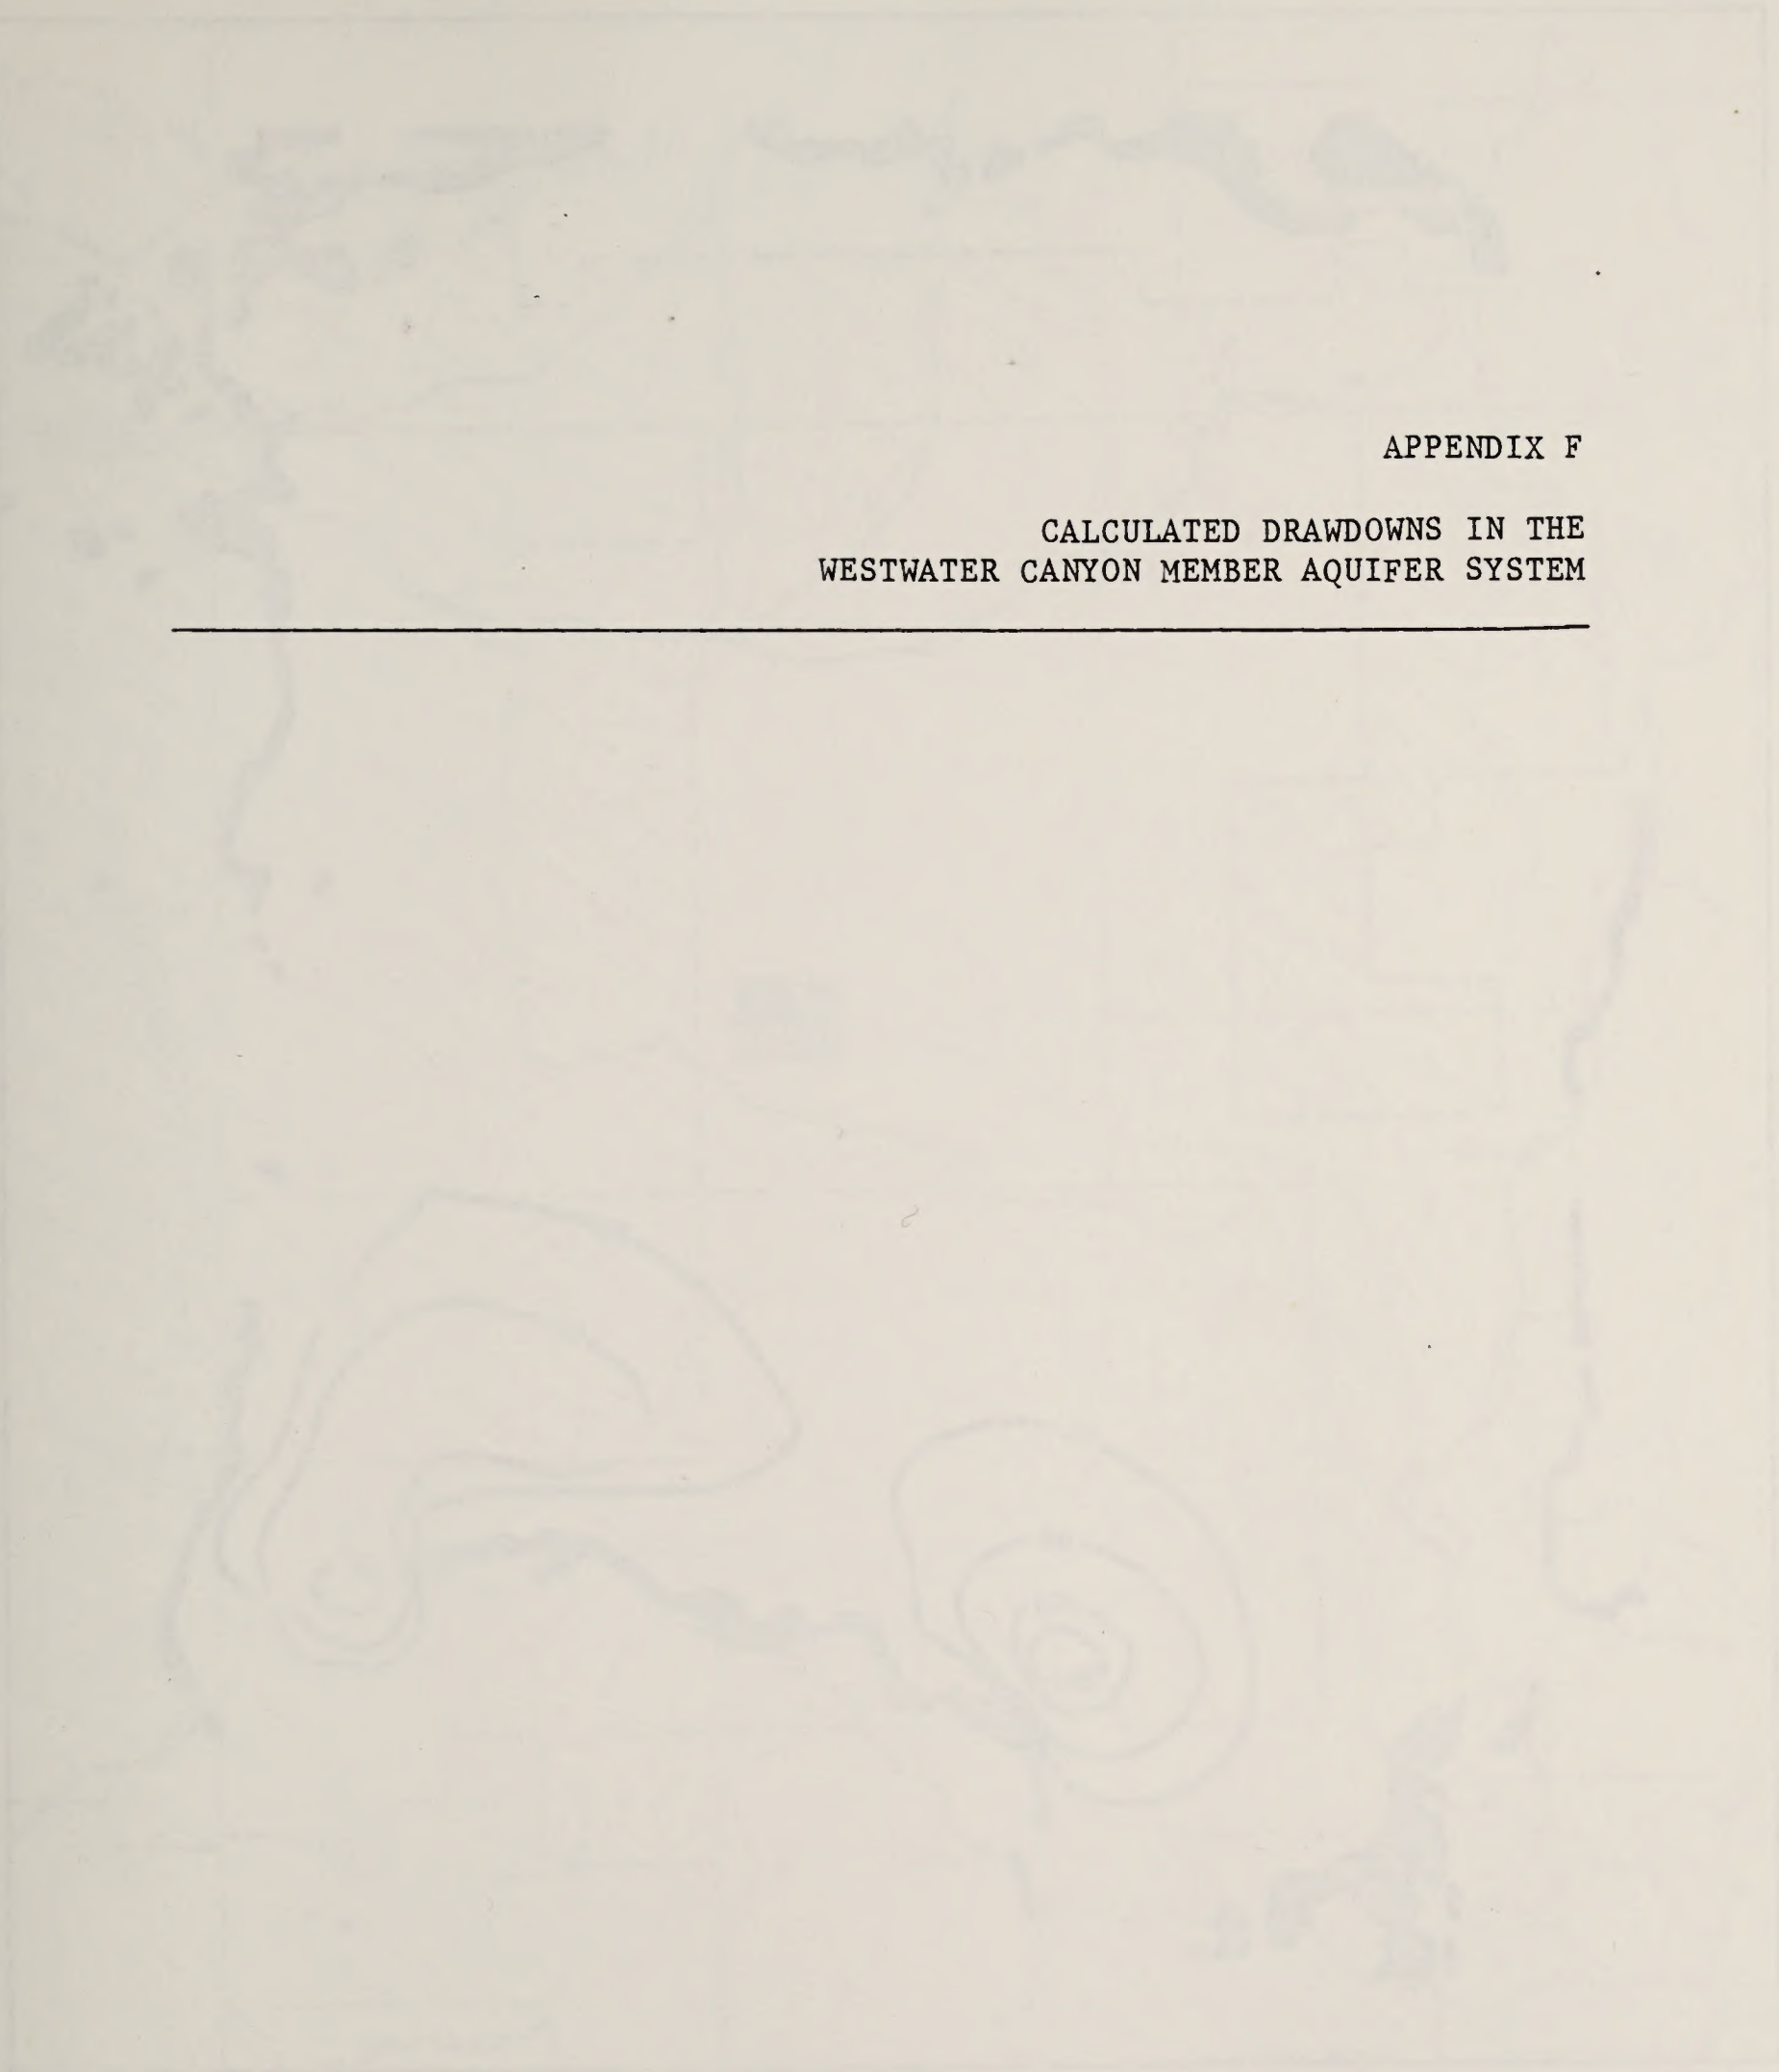 APPENDIX F
CALCULATED DRAWDOWNS IN THE
WESTWATER CANYON MEMBER AQUIFER SYSTEM